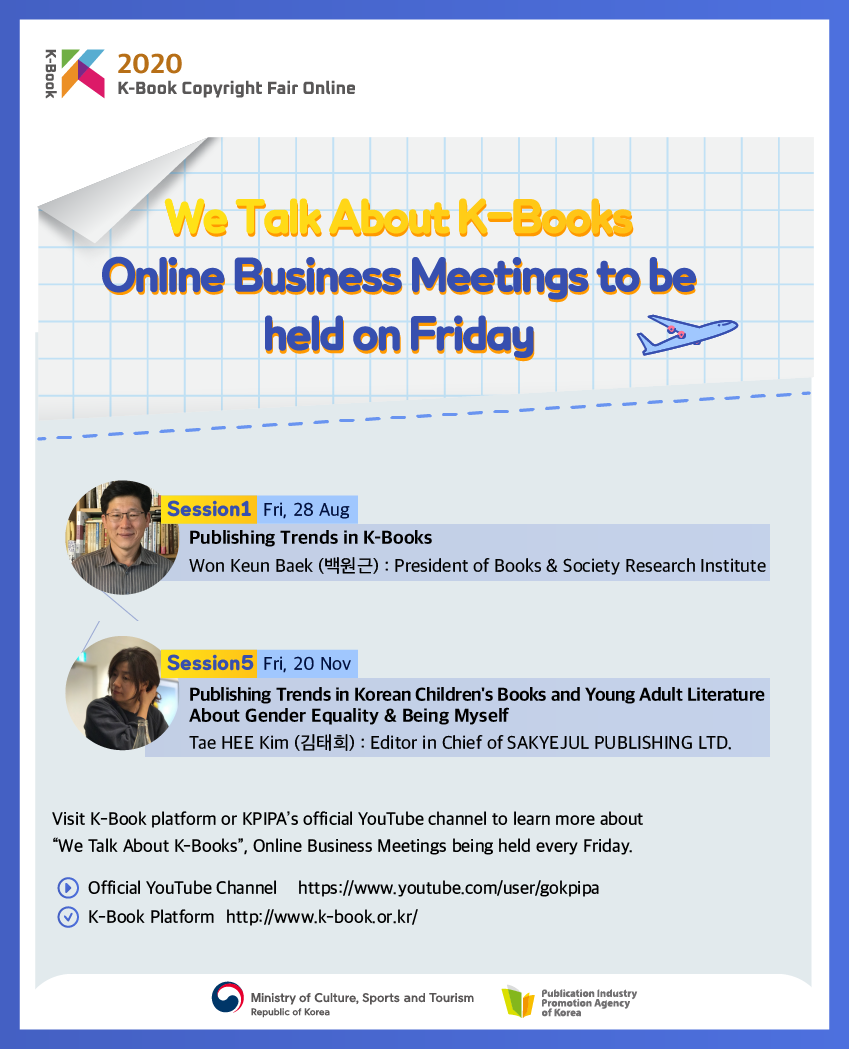 K-Book
2020
K-Book Copyright Fair Online
We Talk About K-Books
Online Business Meetings to be
held on Friday
Session1 Fri, 28 Aug
Publishing Trends in K-Books
Won Keun Baek (백원근) : President of Books & Society Research Institute
Session5 Fri, 20 Nov
Publishing Trends in Korean Children's Books and Young Adult Literature
About Gender Equality & Being Myself
Tae HEE Kim (김태희) : Editor in Chief of SAKYEJUL PUBLISHING LTD.
Visit K-Book platform or KPIPA's official YouTube channel to learn more about
“We Talk About K-Books”, Online Business Meetings being held every Friday.
Official YouTube Channel https://www.youtube.com/user/gokpipa
K-Book Platform http://www.k-book.or.kr/
Ministry of Culture, Sports and Tourism
Republic of Korea
Publication Industry
Promotion Agency
of Korea